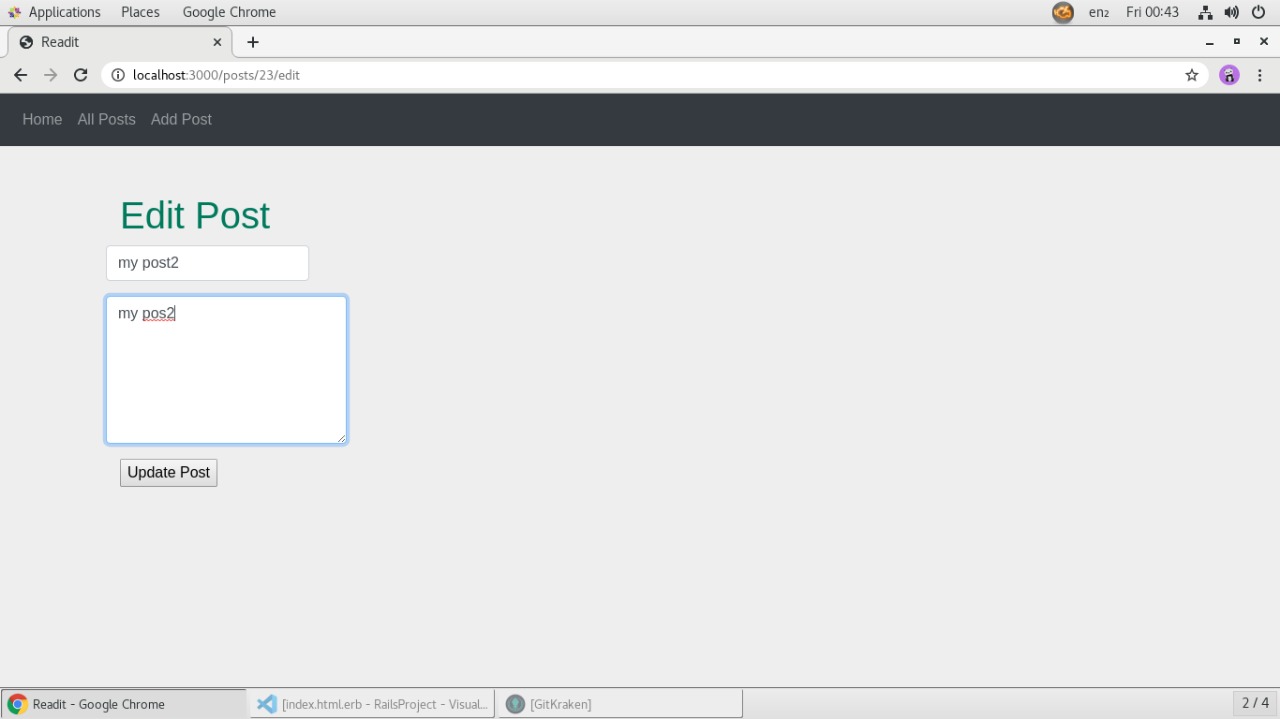 Applications Places Google Chrome en₂ Fri 00:43
Readit
localhost:3000/posts/23/edit
Home All Posts Add Post
Edit Post
my post2
my pos2
Update Post
Readit - Google Chrome [index.html.erb - RailsProject - Visual... [GitKraken] 2 / 4